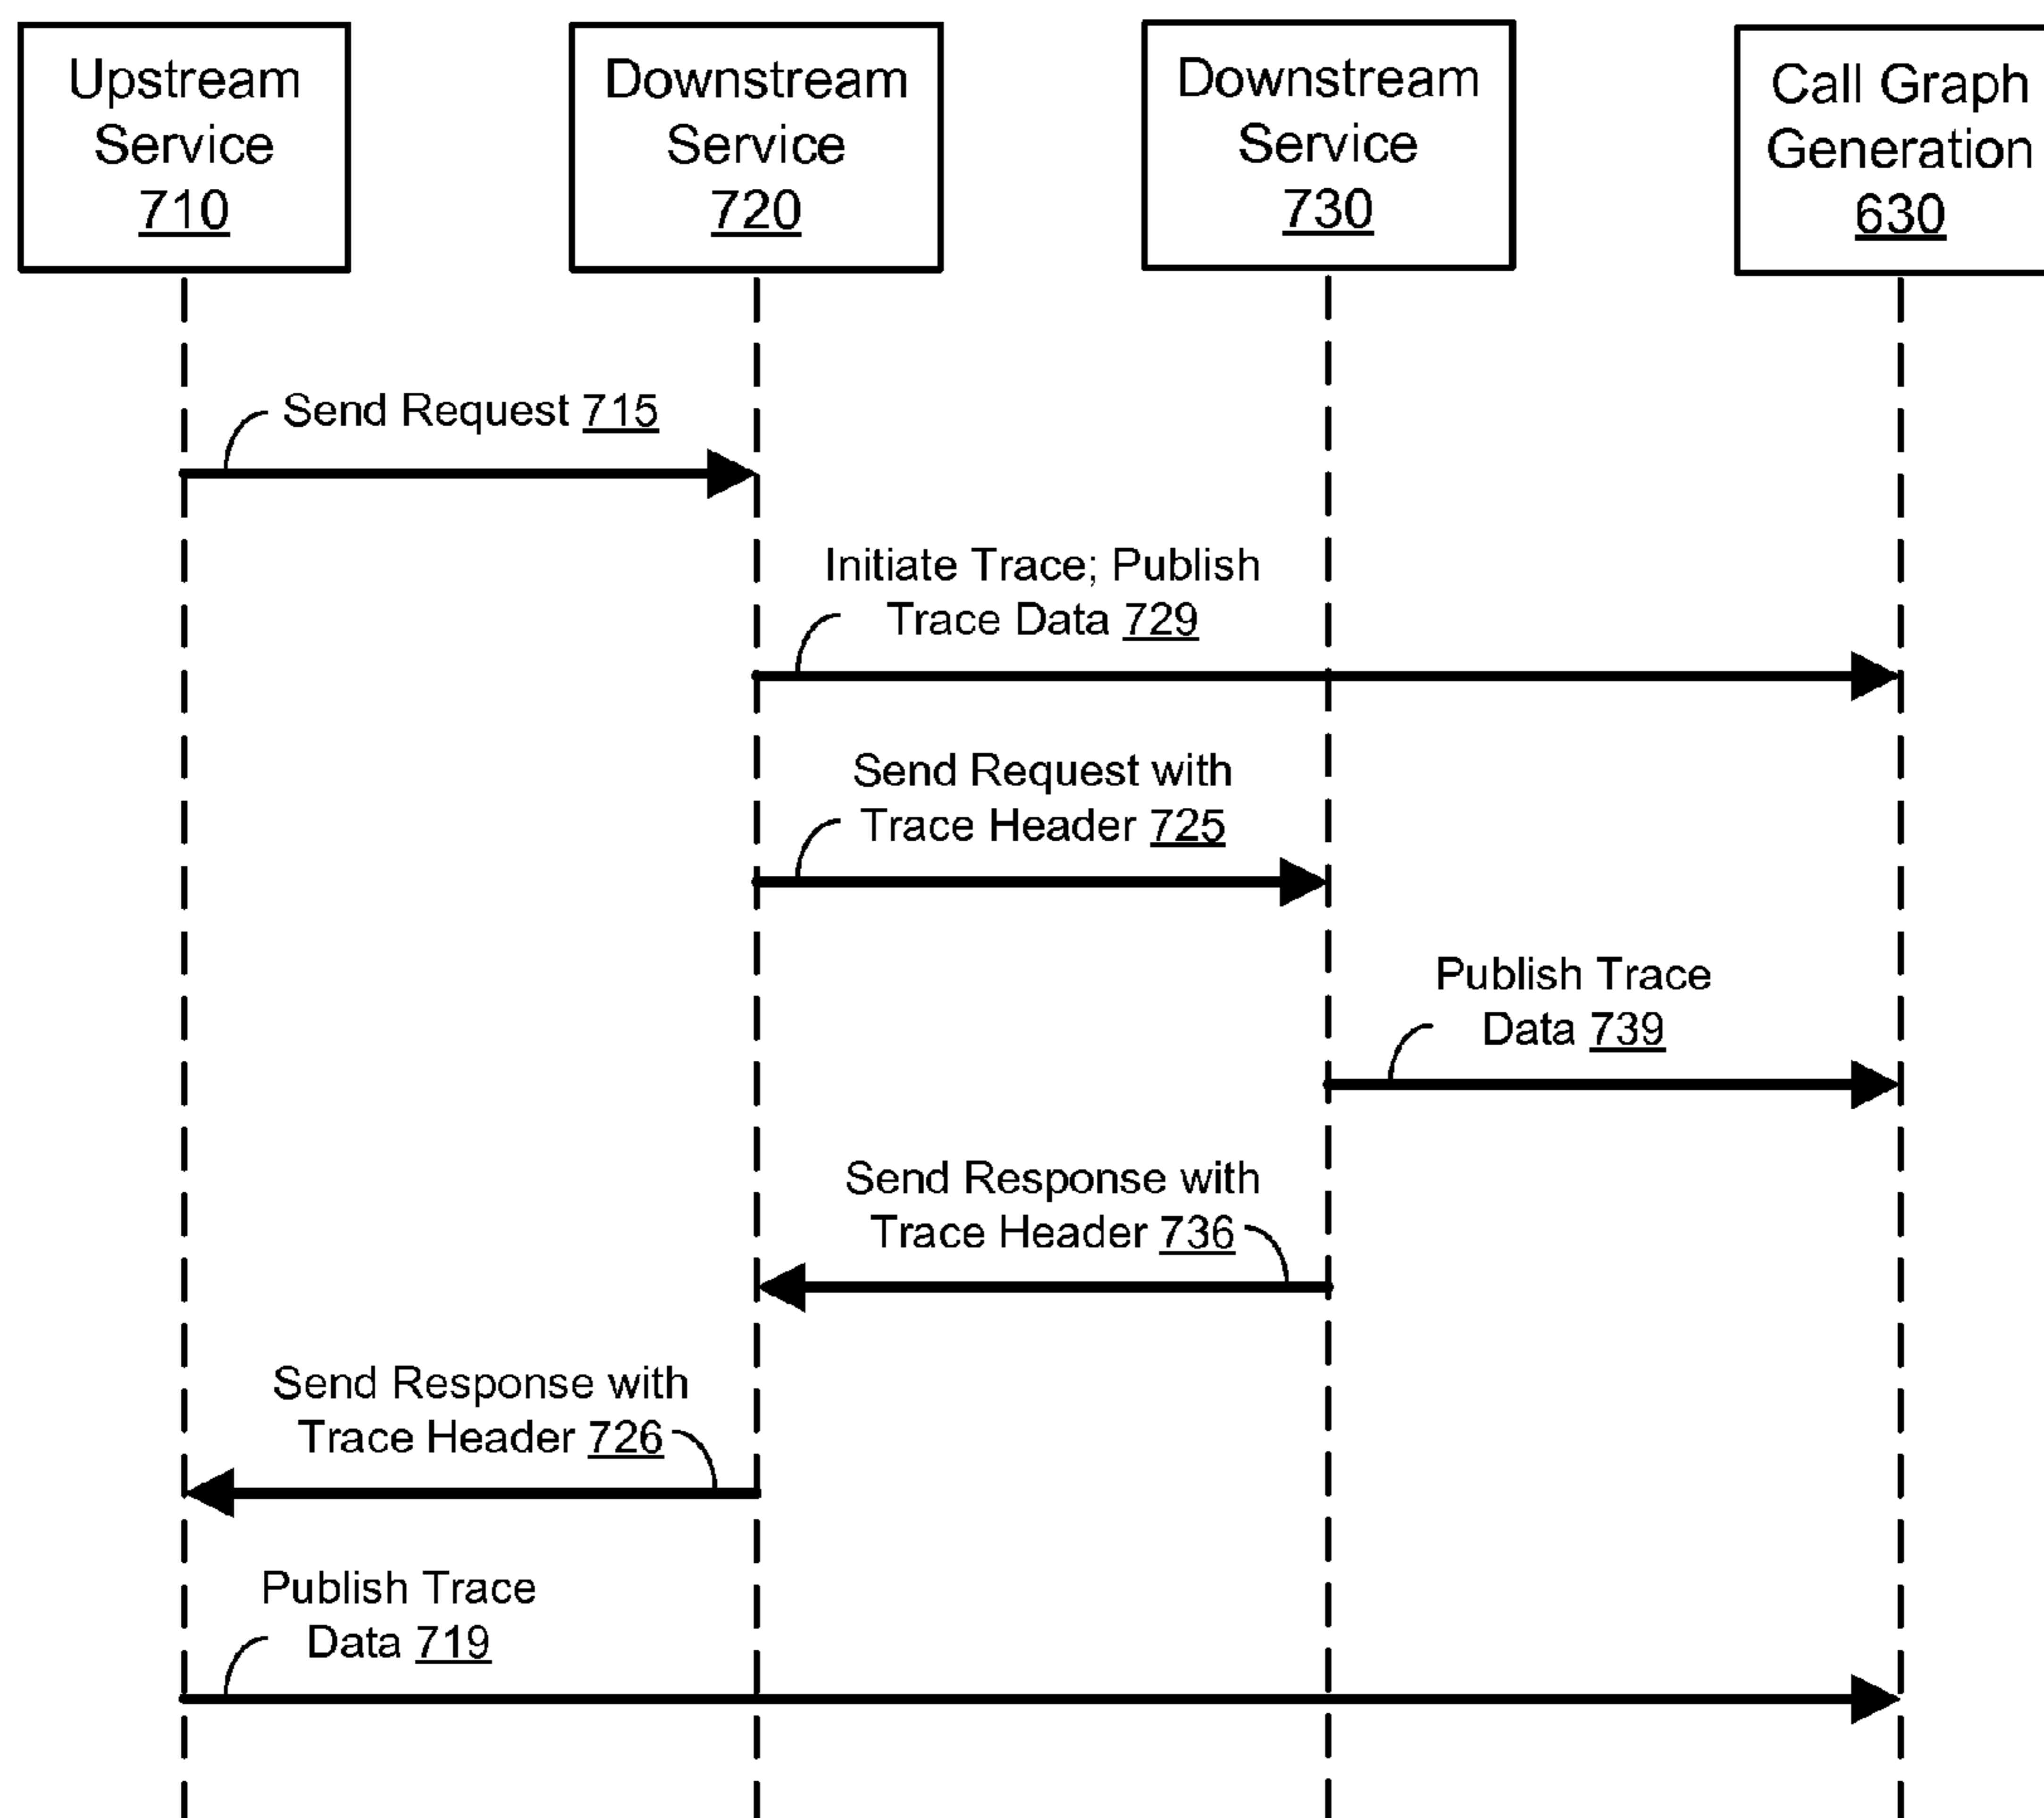 Upstream
Service
710
Downstream
Service
720
Downstream
Service
730
Call Graph
Generation
630
Send Request 715
Initiate Trace; Publish
Trace Data 729
Send Request with
Trace Header 725
Publish Trace
Data 739
Send Response with
Trace Header 736
Send Response with
Trace Header 726
Publish Trace
Data 719